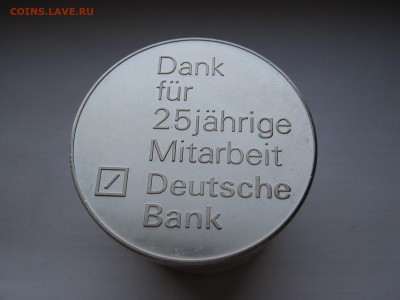 COINS.LAVE.RU
Dank
für
25jährige
Mitarbeit
Deutsche
Bank